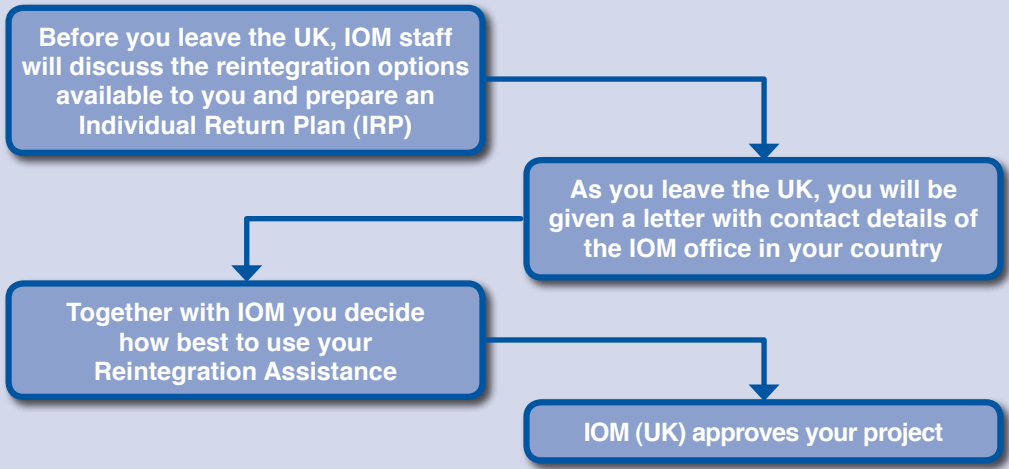 Before you leave the UK, IOM staff
will discuss the reintegration options
available to you and prepare an
Individual Return Plan (IRP)
As you leave the UK, you will be
given a letter with contact details of
the IOM office in your country
Together with IOM you decide
how best to use your
Reintegration Assistance
IOM (UK) approves your project